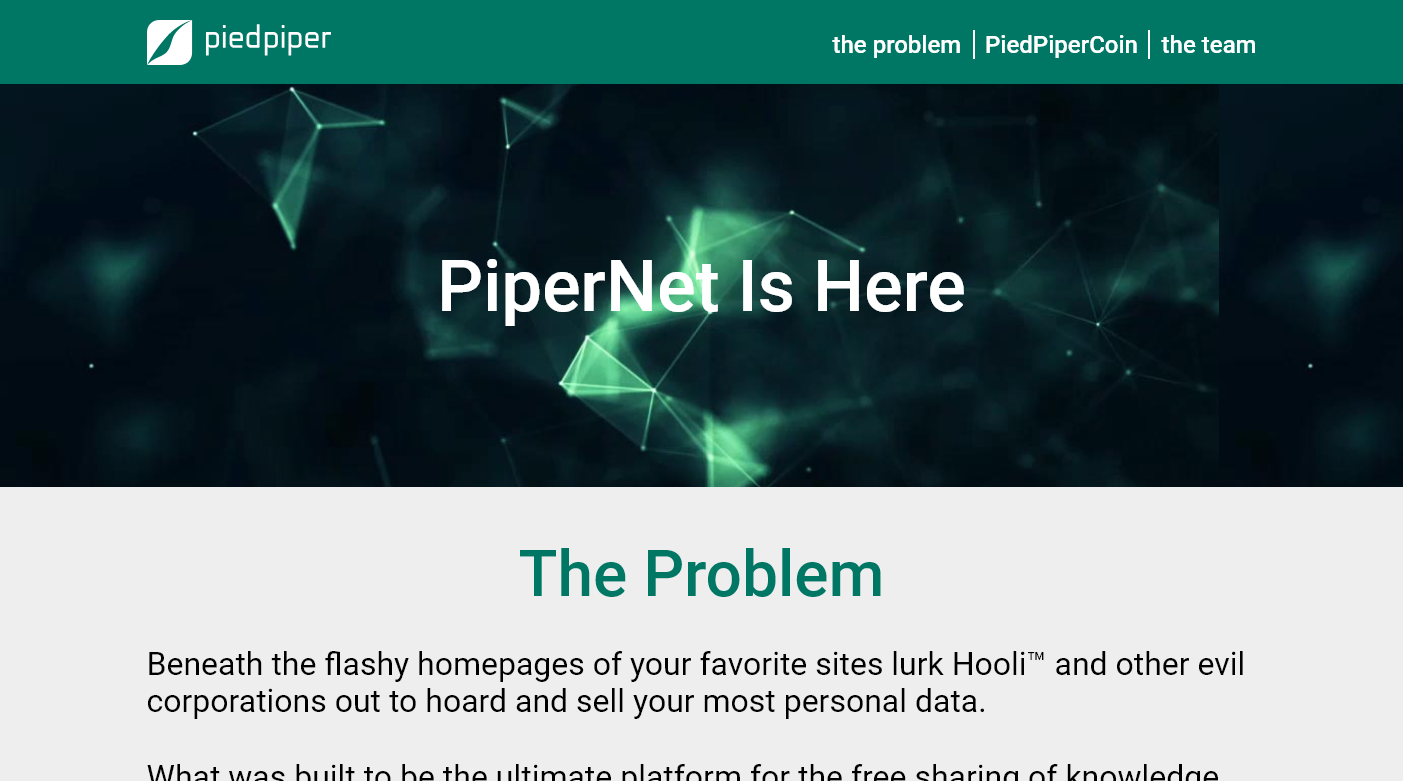 piedpiper
the problem PiedPiperCoin the team
PiperNet Is Here
The Problem
Beneath the flashy homepages of your favorite sites lurk Hooli™ and other evil
corporations out to hoard and sell your most personal data.
What was built to be the ultimate platform for the free sharing of knowledge